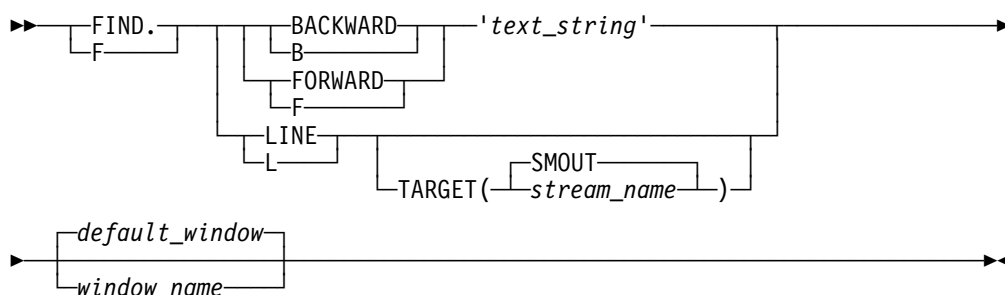 FIND. BACKWARD 'text_string'
F B
FORWARD
F
LINE
L SMOUT
TARGET( stream_name )
default_window
window_name